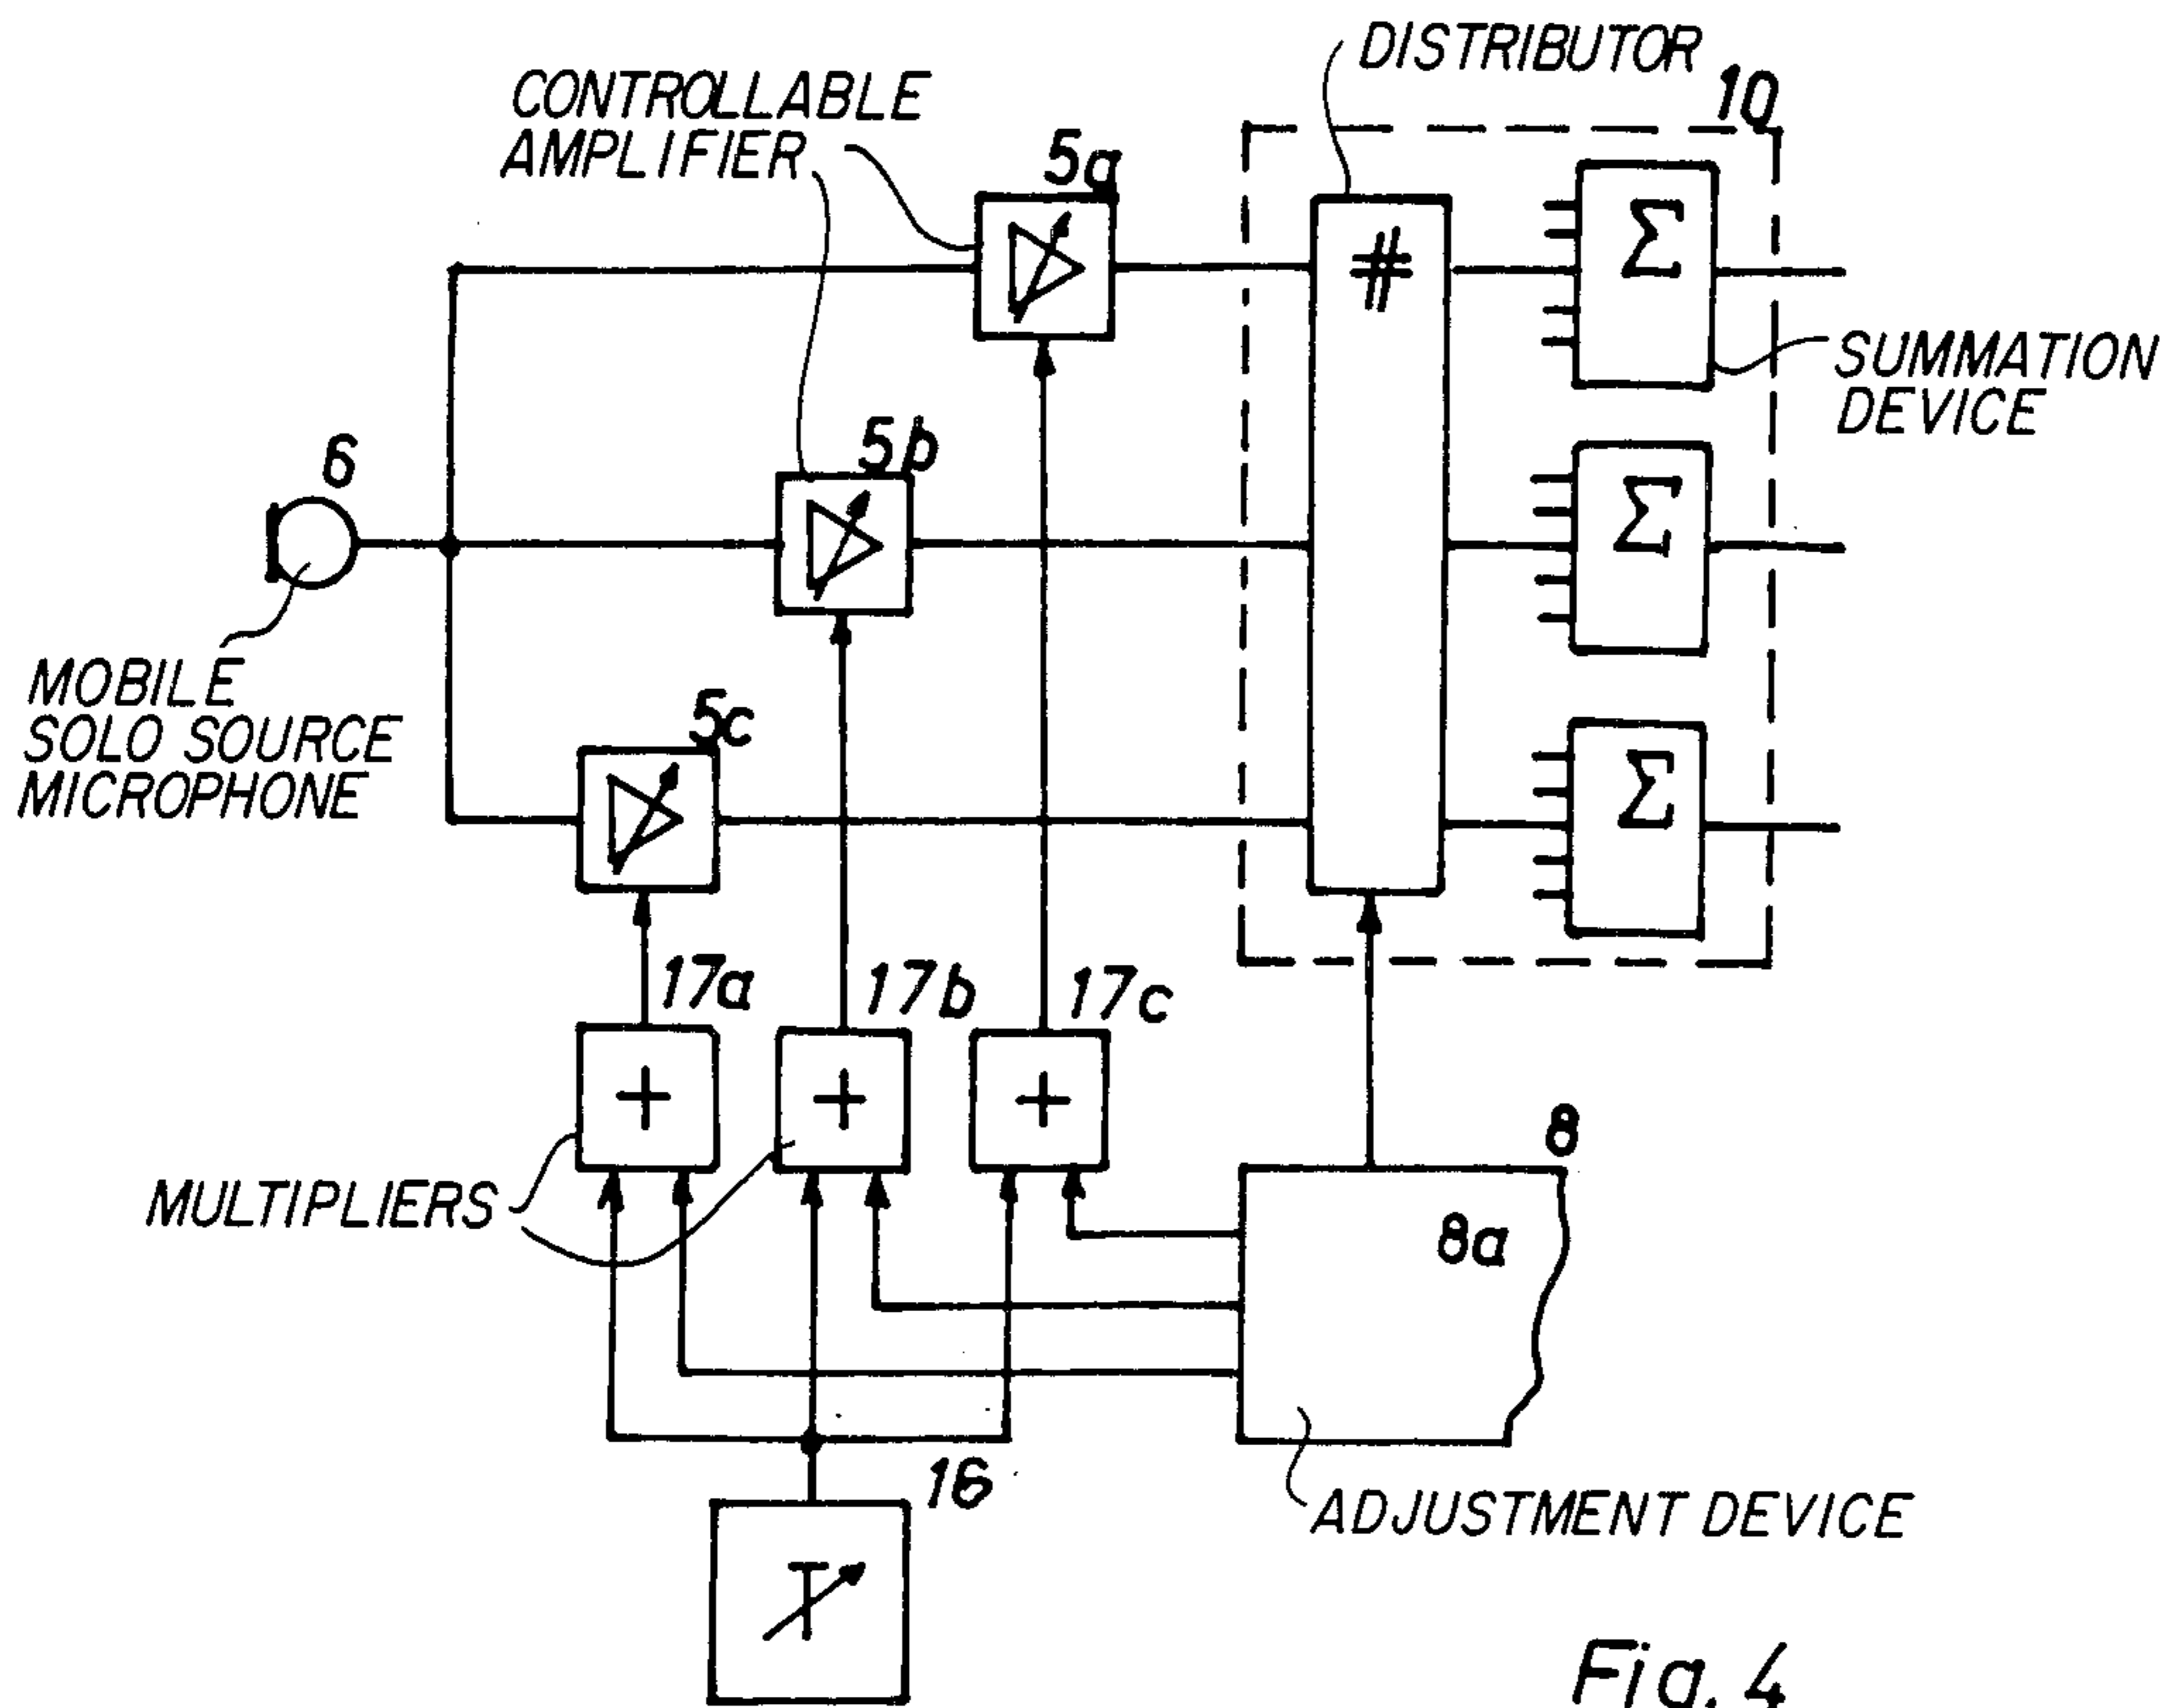 DISTRIBUTOR
10
CONTROLLABLE
AMPLIFIER
5a
#
Σ
SUMMATION
DEVICE
5b
6
Σ
MOBILE
SOLO SOURCE
MICROPHONE
5c
Σ
17a
17b
17c
+
+
+
8
MULTIPLIERS
8a
16
ADJUSTMENT DEVICE
Fig. 4